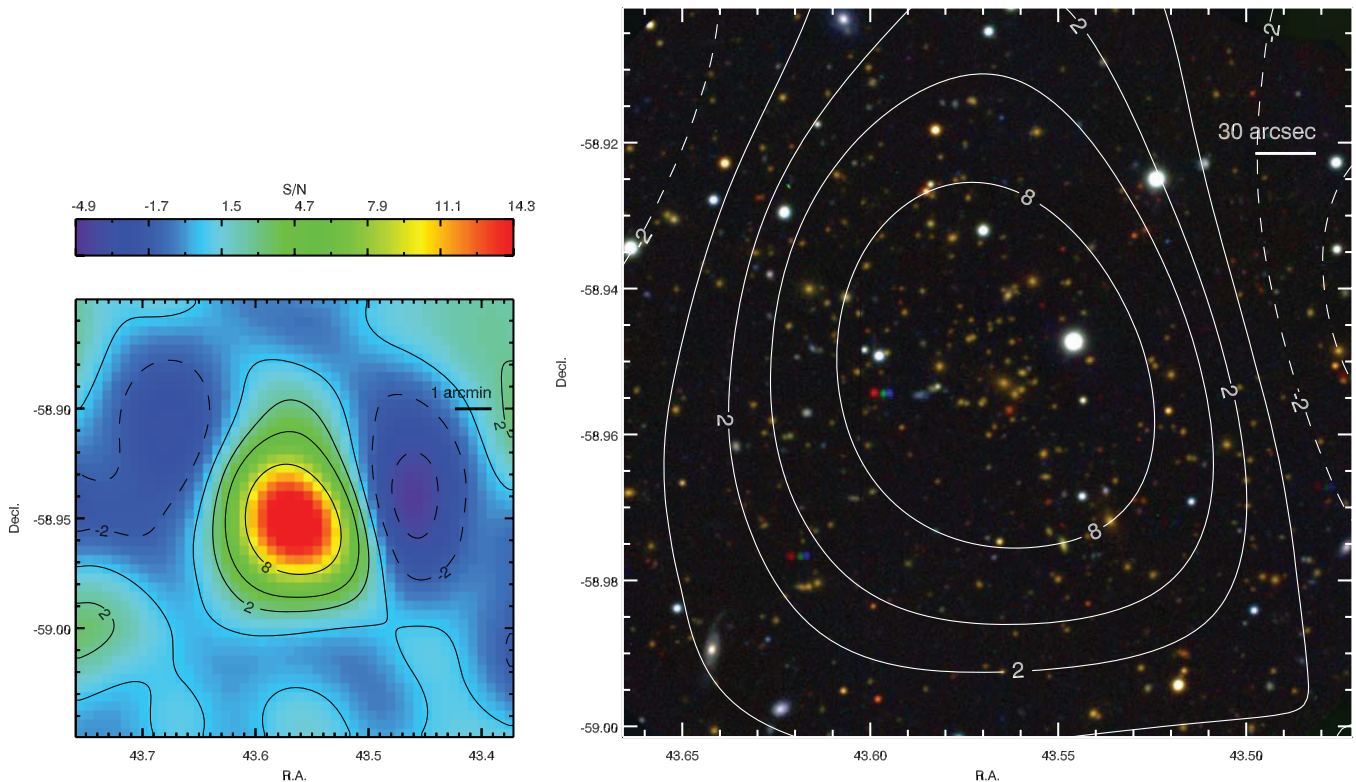 S/N
-4.9 -1.7 1.5 4.7 7.9 11.1 14.3
1 arcmin
-58.90
-58.95
-59.00
Decl.
2
-2
-2
8
2
2
43.7 43.6 43.5 43.4
R.A.
2
-2
30 arcsec
-58.92
8
-2
-58.94
Decl.
2
-2
2
-58.96
8
-58.98
2
-59.00
43.65 43.60 43.55 43.50
R.A.